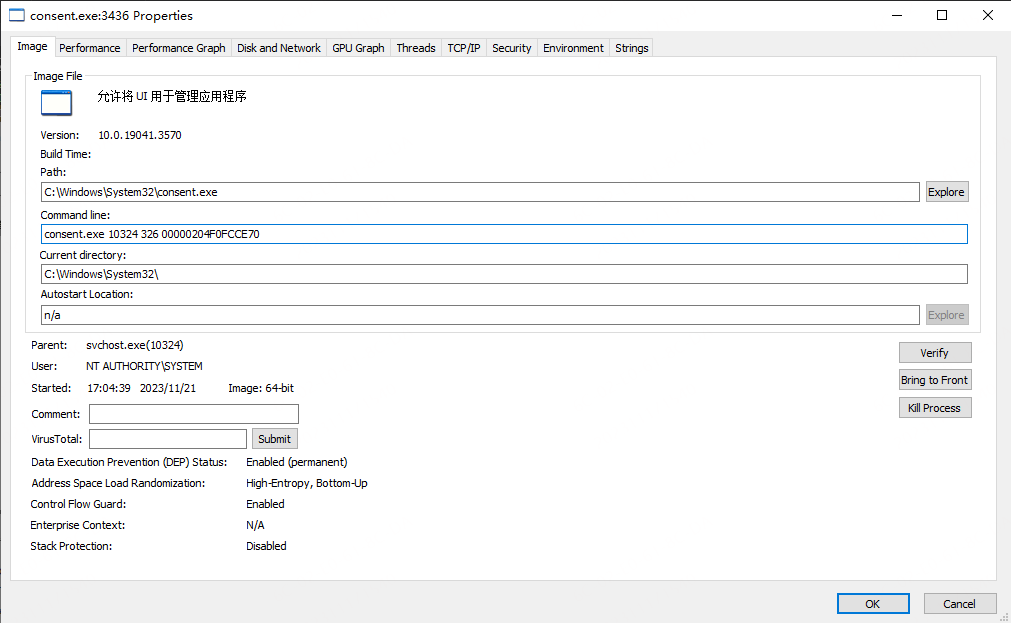 consent.exe:3436 Properties
Image Performance Performance Graph Disk and Network GPU Graph Threads TCP/IP Security Environment Strings
Image File
允许将 UI 用于管理应用程序
Version: 10.0.19041.3570
Build Time:
Path:
C:\Windows\System32\consent.exe Explore
Command line:
consent.exe 10324 326 00000204F0FCCE70
Current directory:
C:\Windows\System32\
Autostart Location:
n/a Explore
Parent: svchost.exe(10324) Verify
User: NT AUTHORITY\SYSTEM
Bring to Front
Started: 17:04:39 2023/11/21 Image: 64-bit
Kill Process
Comment:
VirusTotal: Submit
Data Execution Prevention (DEP) Status: Enabled (permanent)
Address Space Load Randomization: High-Entropy, Bottom-Up
Control Flow Guard: Enabled
Enterprise Context: N/A
Stack Protection: Disabled
OK Cancel